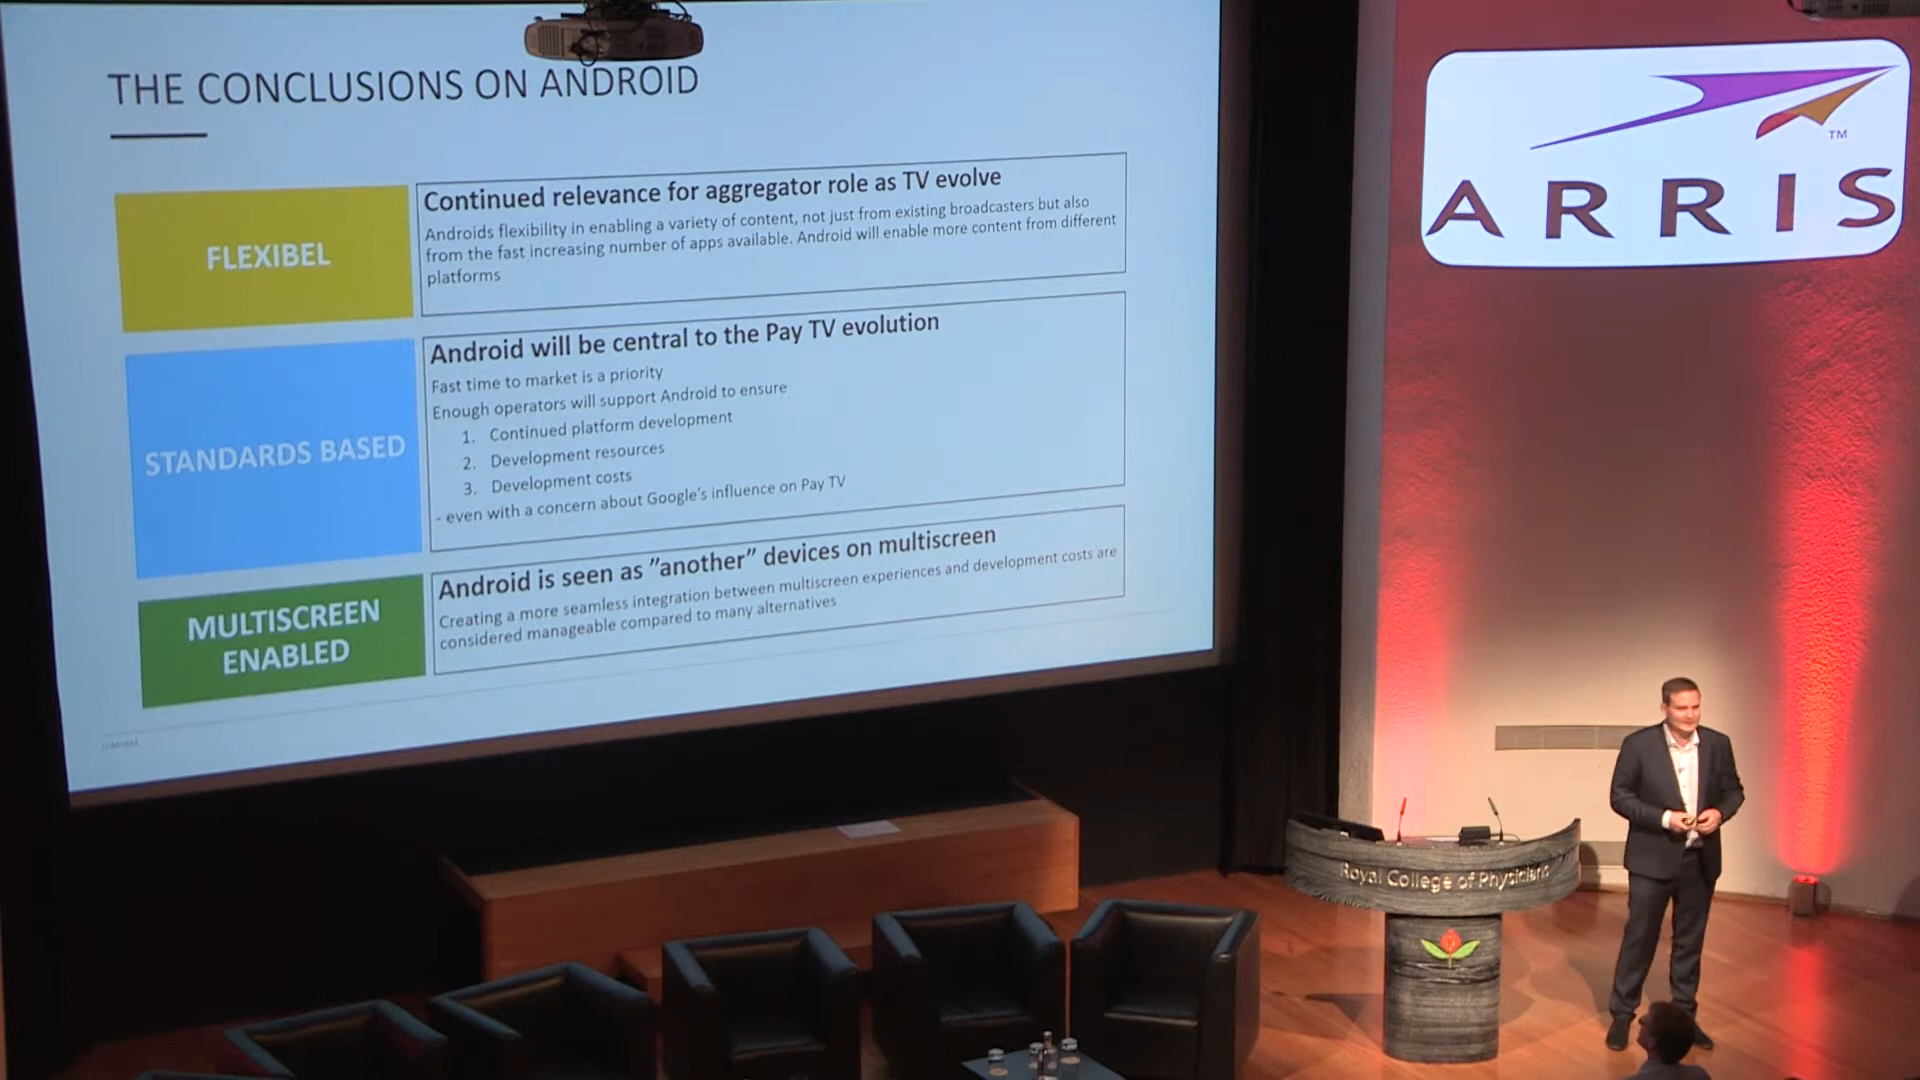 THE CONCLUSIONS ON ANDROID
FLEXIBEL
Continued relevance for aggregator role as TV evolve
Androids flexibility in enabling a variety of content, not just from existing broadcasters but also
from the fast increasing number of apps available. Android will enable more content from different
platforms
STANDARDS BASED
Android will be central to the Pay TV evolution
Fast time to market is a priority
Enough operators will support Android to ensure
1. Continued platform development
2. Development resources
3. Development costs
- even with a concern about Google's influence on Pay TV
MULTISCREEN
ENABLED
Android is seen as "another" devices on multiscreen
Creating a more seamless integration between multiscreen experiences and development costs are
considered manageable compared to many alternatives
TM
ARRIS
Royal College of Physicians